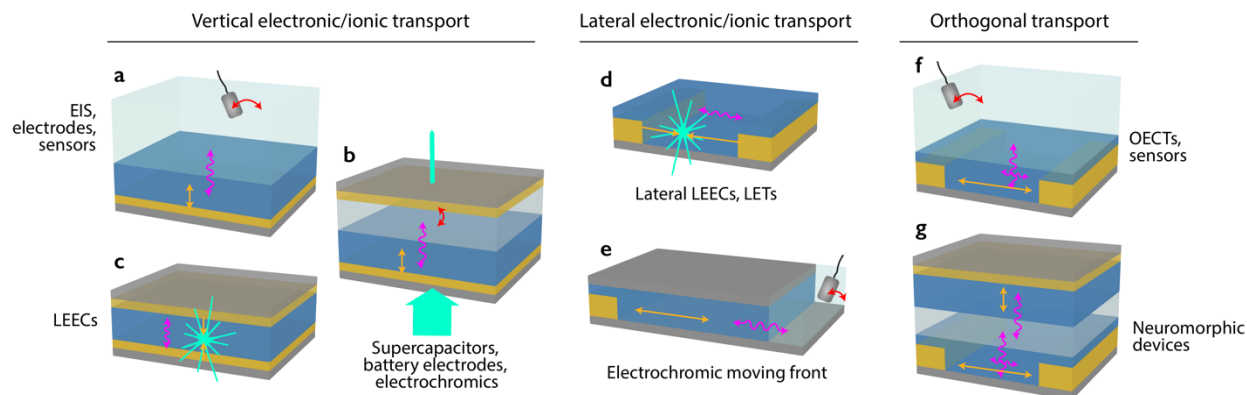 Vertical electronic/ionic transport
Lateral electronic/ionic transport
Orthogonal transport
a
EIS,
electrodes,
sensors
b
Supercapacitors,
battery electrodes,
electrochromics
c
LEECs
d
Lateral LEECs, LETs
e
Electrochromic moving front
f
OECTs,
sensors
g
Neuromorphic
devices